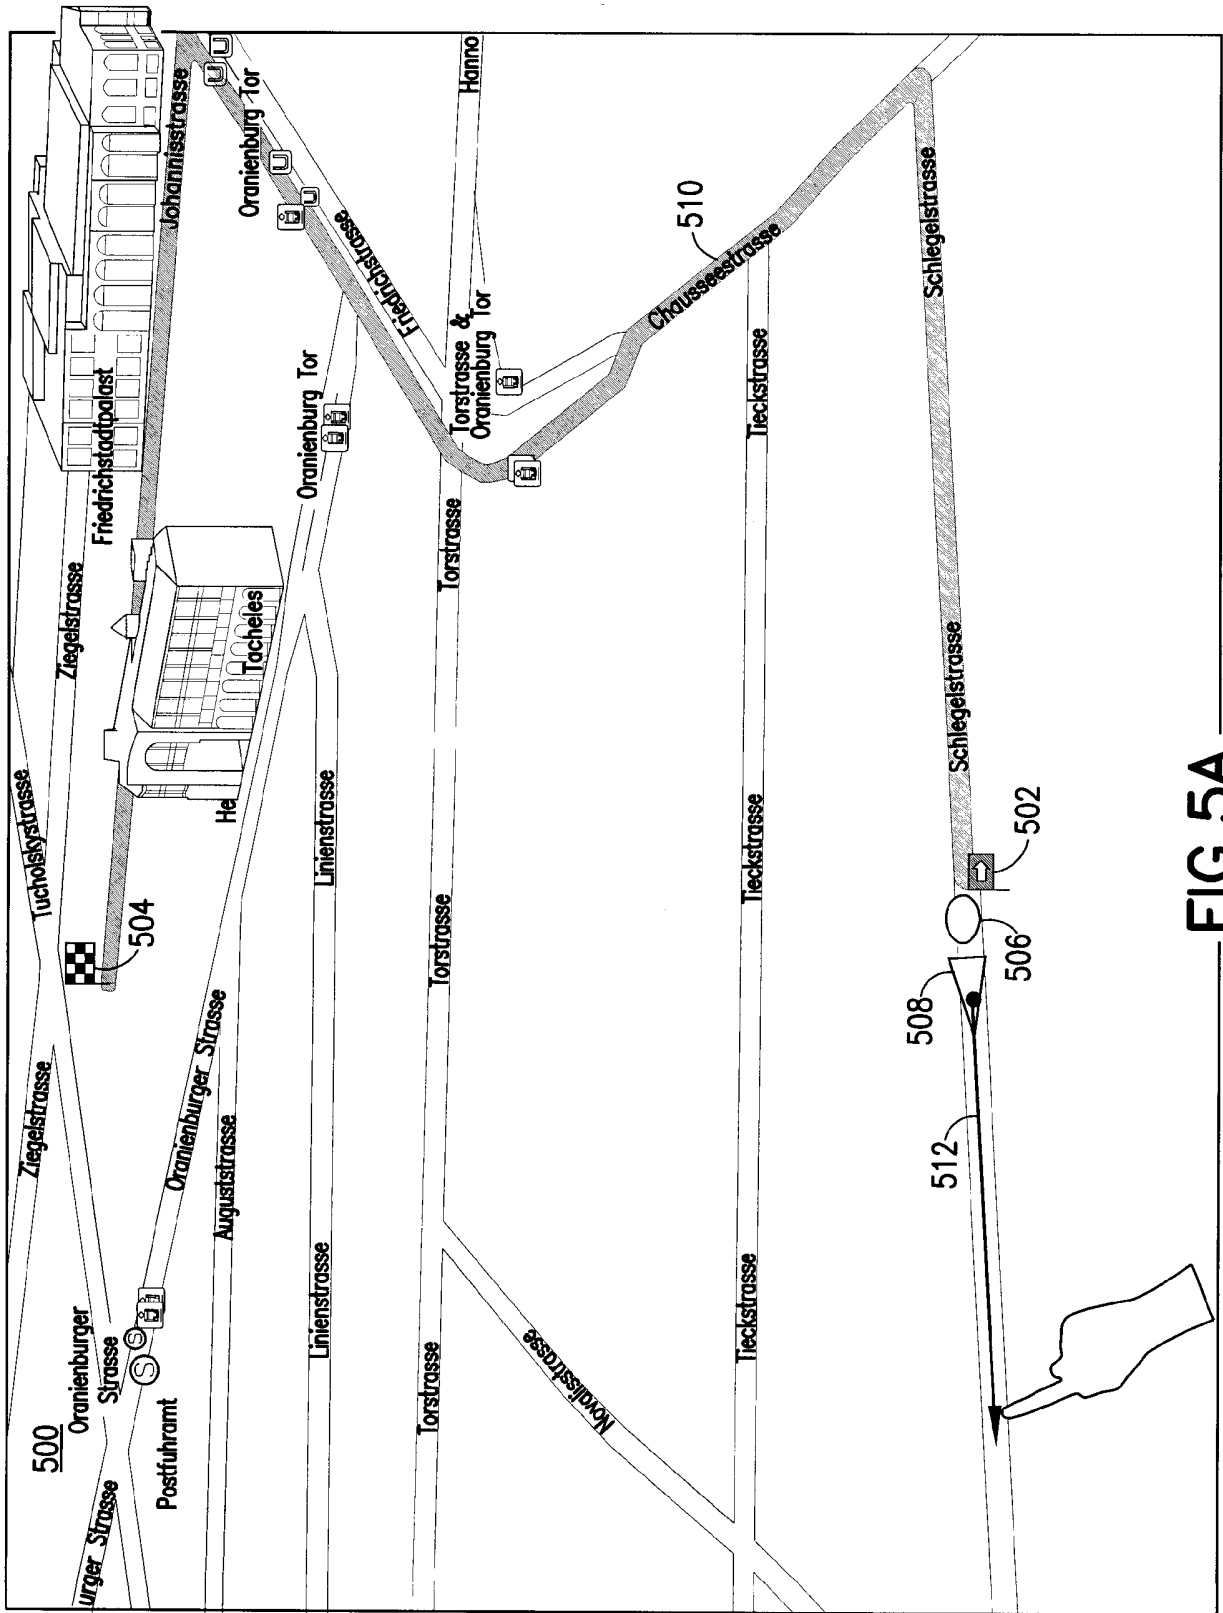 500
Oranienburger
Strasse
urger Strasse
Postfuhramt
S
S
Ziegelstrasse
Tucholskystrasse
Ziegelstrasse
Friedrichstadtpalast
Johannisstrasse
504
Oranienburger Strasse
Auguststrasse
He
Tacheles
Oranienburg Tor
Oranienburg Tor
U
U
U
U
Friedrichstrasse
Linienstrasse
Linienstrasse
Torstrasse
Torstrasse
Torstrasse
Torstrasse &
Oranienburg Tor
Hanno
Novalisstrasse
Chausseestrasse
510
Tieckstrasse
Tieckstrasse
Tieckstrasse
Schlegelstrasse
Schlegelstrasse
512
508
506
502
FIG.5A